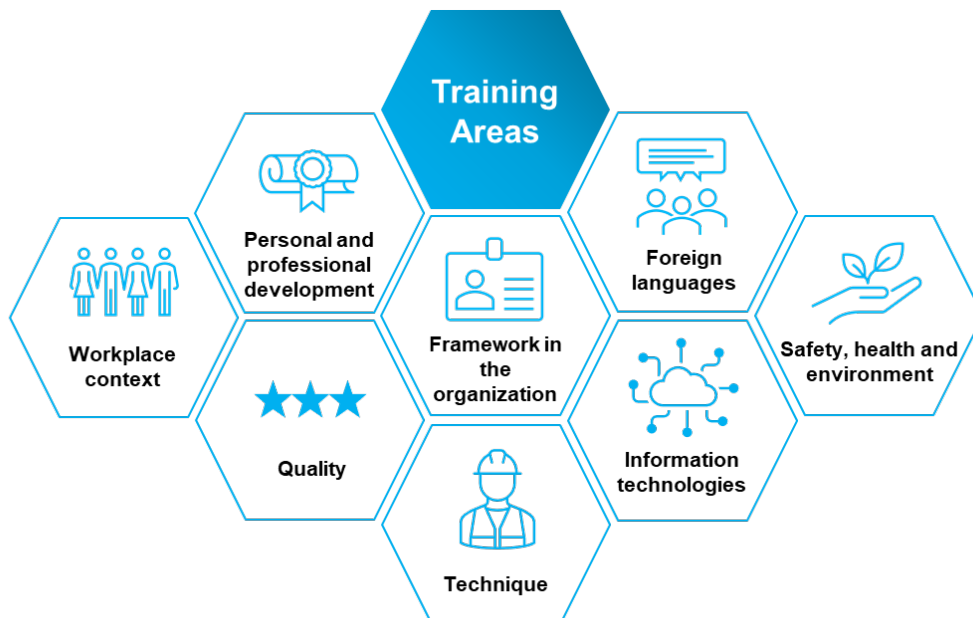 Training
Areas
Personal and
professional
development
Foreign
languages
Workplace
context
Framework in
the
organization
Safety, health and
environment
Quality
Information
technologies
Technique